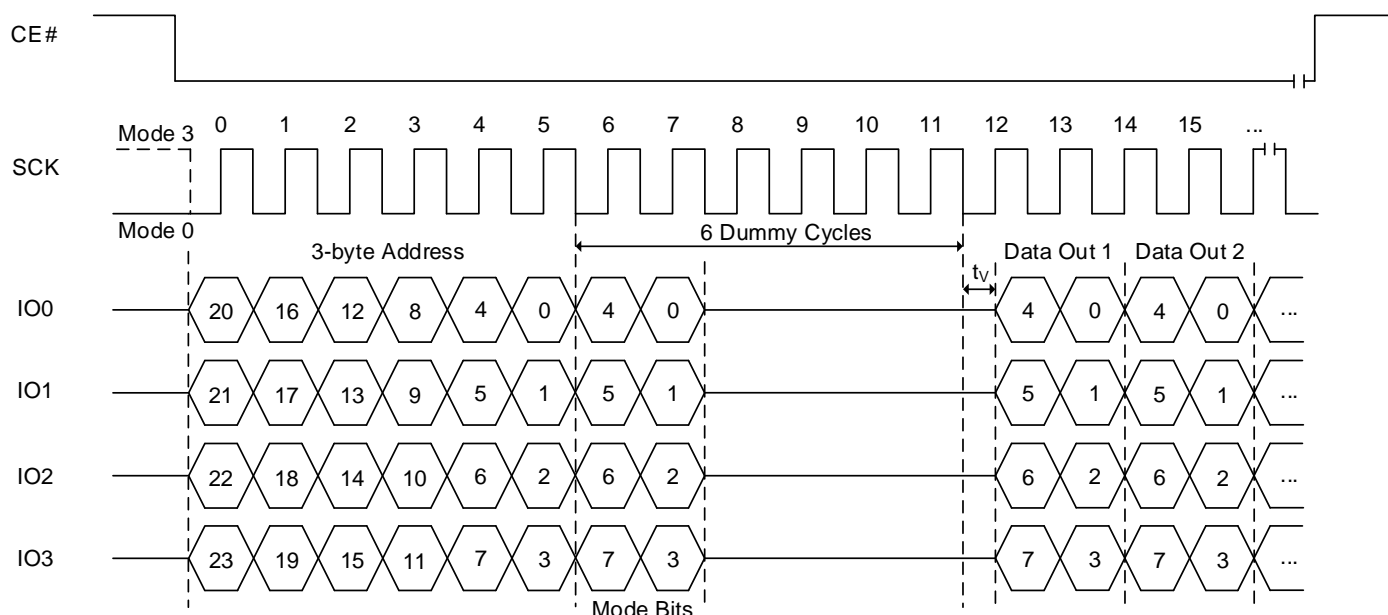 CE#
0 1 2 3 4 5 6 7 8 9 10 11 12 13 14 15 ...
Mode 3
SCK
Mode 0
6 Dummy Cycles
3-byte Address
Data Out 1 Data Out 2
tV
IO0 20 16 12 8 4 0 4 0 4 0 4 0 ...
IO1 21 17 13 9 5 1 5 1 5 1 5 1 ...
IO2 22 18 14 10 6 2 6 2 6 2 6 2 ...
IO3 23 19 15 11 7 3 7 3 7 3 7 3 ...
Mode Bits